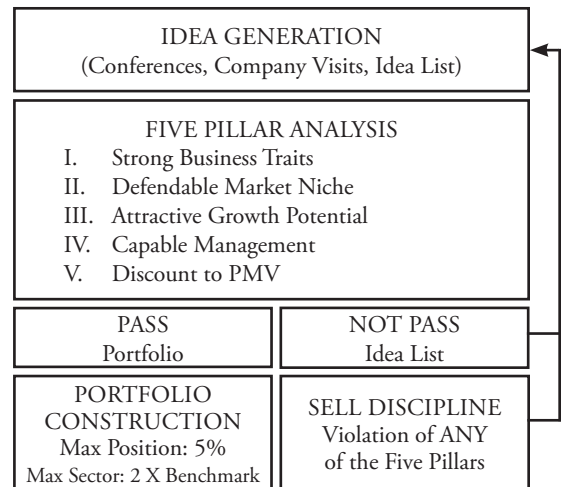 IDEA GENERATION
(Conferences, Company Visits, Idea List)
FIVE PILLAR ANALYSIS
I. Strong Business Traits
II. Defendable Market Niche
III. Attractive Growth Potential
IV. Capable Management
V. Discount to PMV
PASS
Portfolio
NOT PASS
Idea List
PORTFOLIO
CONSTRUCTION
Max Position: 5%
Max Sector: 2 X Benchmark
SELL DISCIPLINE
Violation of ANY
of the Five Pillars